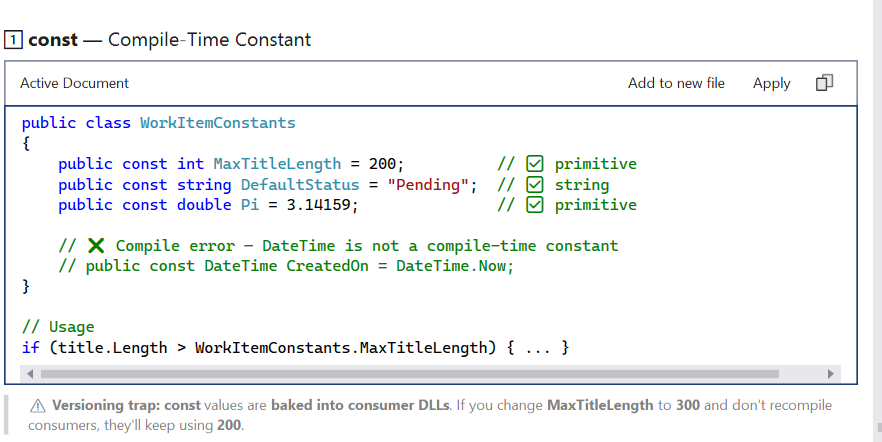 1 const — Compile-Time Constant
Active Document Add to new file Apply
public class WorkItemConstants
{
    public const int MaxTitleLength = 200;          // ✅ primitive
    public const string DefaultStatus = "Pending";  // ✅ string
    public const double Pi = 3.14159;               // ✅ primitive

    // ❌ Compile error — DateTime is not a compile-time constant
    // public const DateTime CreatedOn = DateTime.Now;
}

// Usage
if (title.Length > WorkItemConstants.MaxTitleLength) { ... }
⚠ Versioning trap: const values are baked into consumer DLLs. If you change MaxTitleLength to 300 and don't recompile
consumers, they'll keep using 200.